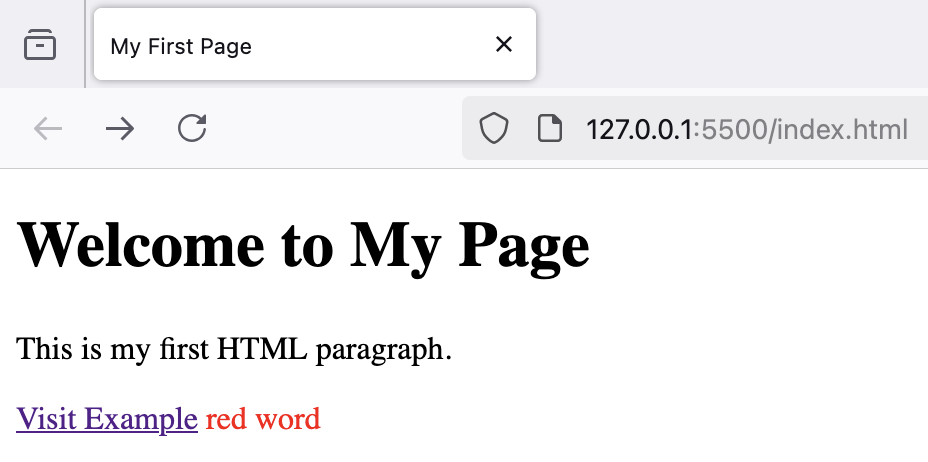 My First Page
127.0.0.1:5500/index.html
Welcome to My Page
This is my first HTML paragraph.
Visit Example red word